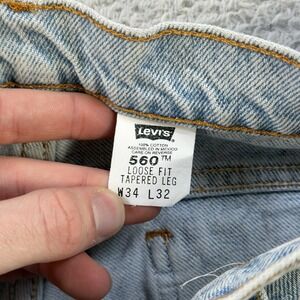 Levi's
100% COTTON
ASSEMBLED IN MEXICO
CARE ON REVERSE
560™
LOOSE FIT
TAPERED LEG
W34 L32